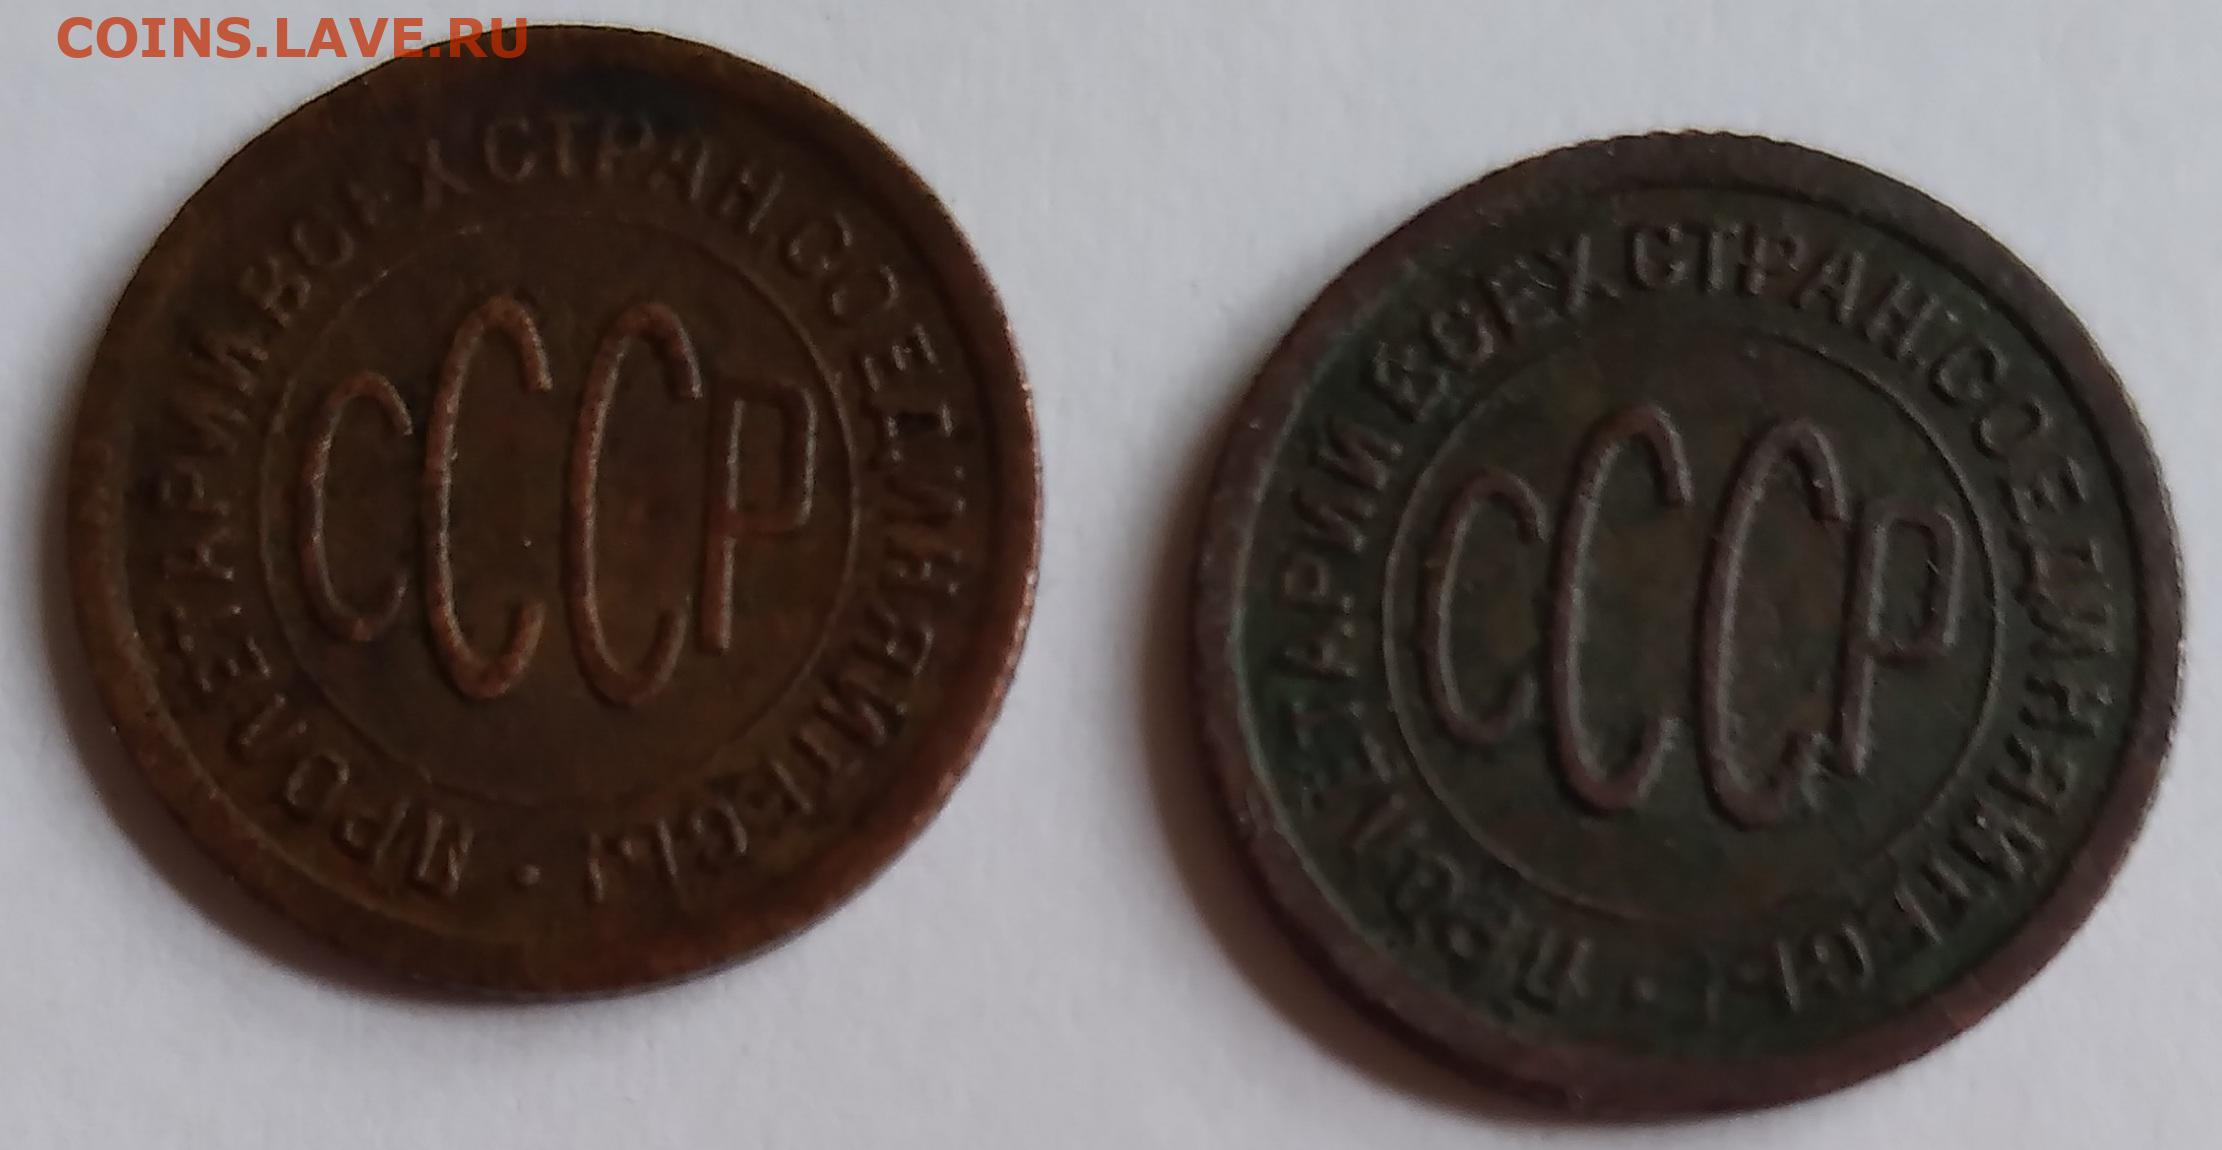 COINS.LAVE.RU
ПРОЛЕТАРИИ ВСЕХ СТРАН, СОЕДИНЯЙТЕСЬ! •
СССР
ПРОЛЕТАРИИ ВСЕХ СТРАН, СОЕДИНЯЙТЕСЬ! •
СССР